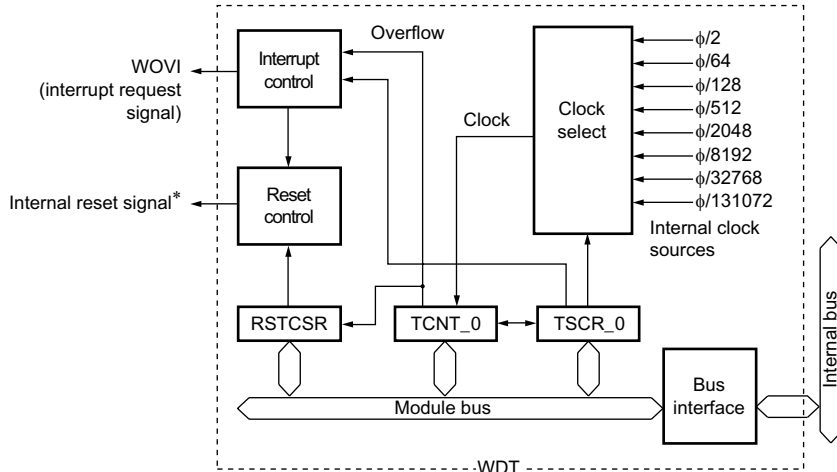 Overflow
WOVI
(interrupt request
signal)
Interrupt
control
Clock
Clock
select
ϕ/2
ϕ/64
ϕ/128
ϕ/512
ϕ/2048
ϕ/8192
ϕ/32768
ϕ/131072
Internal clock
sources
Internal reset signal*
Reset
control
RSTCSR
TCNT_0
TSCR_0
Module bus
Bus
interface
Internal bus
WDT